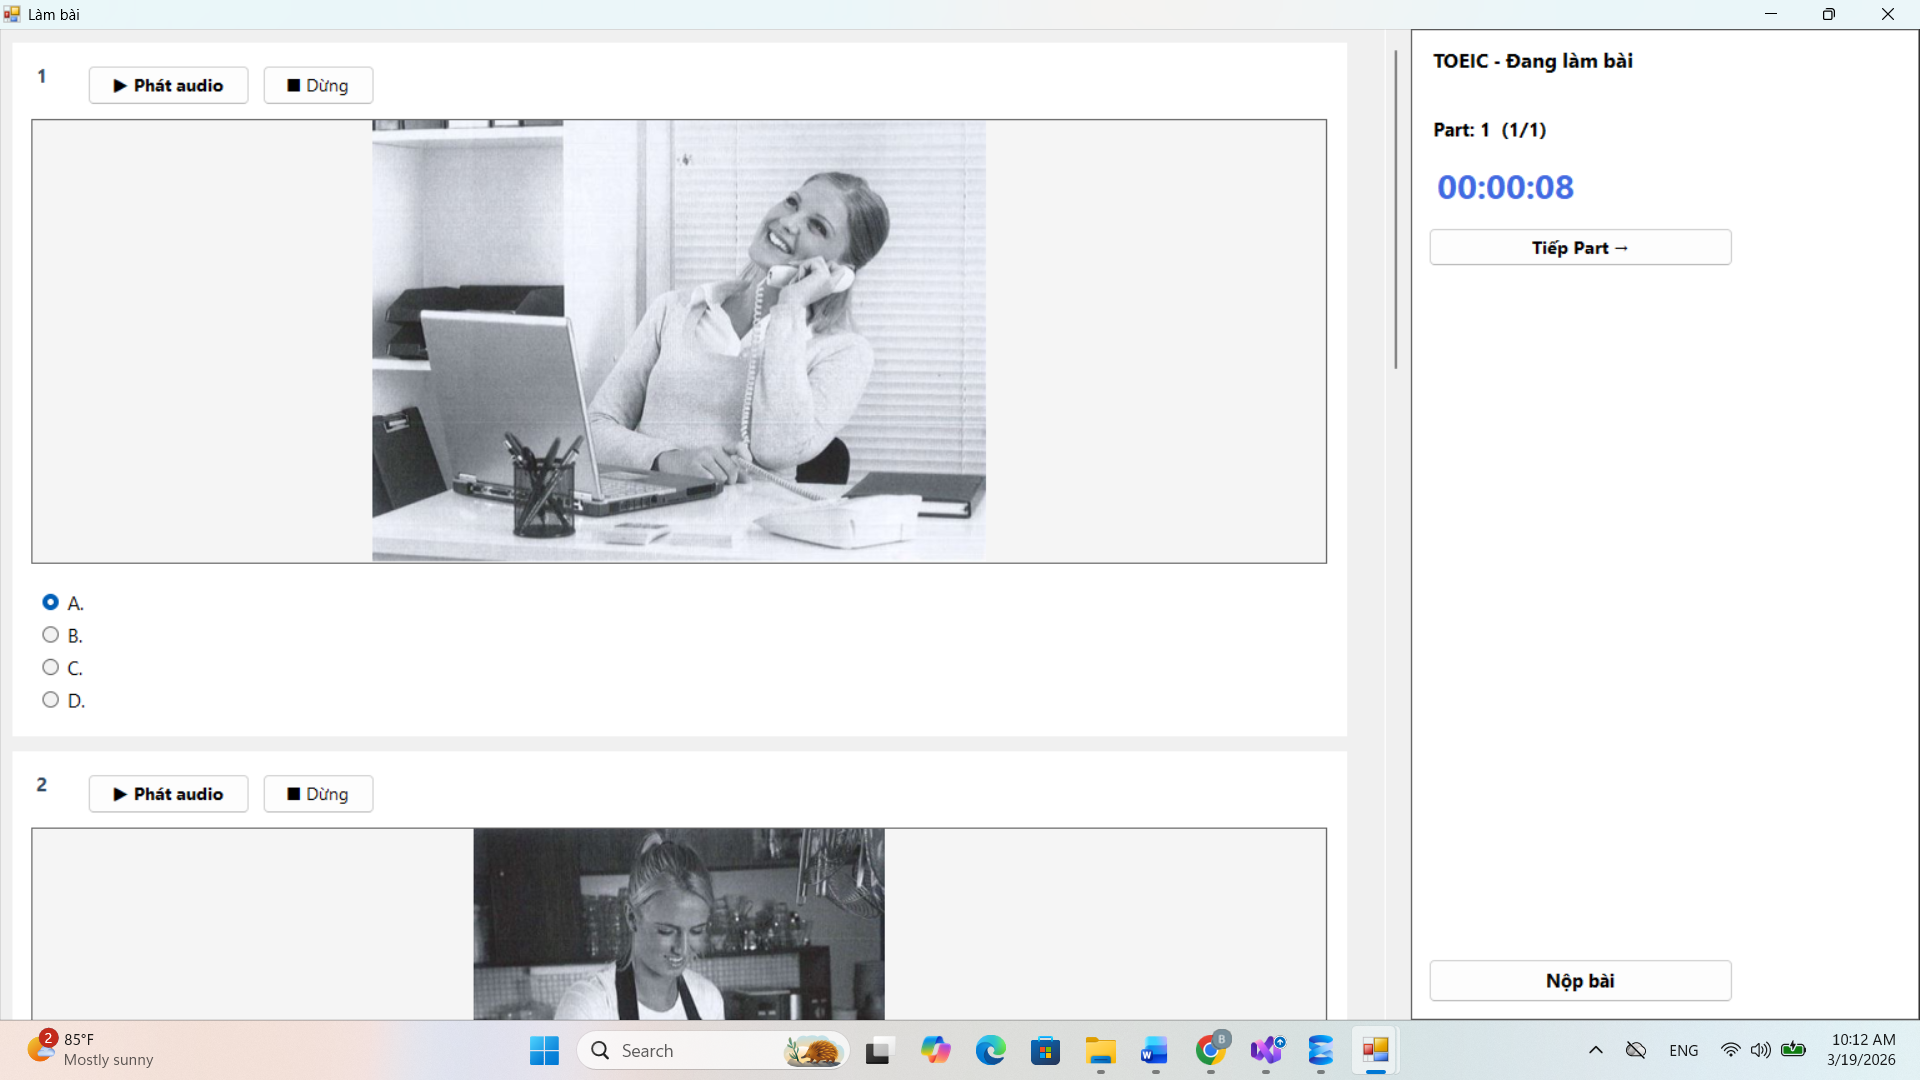 Làm bài
1
Phát audio
Dừng
A.
B.
C.
D.
2
Phát audio
Dừng
TOEIC - Đang làm bài
Part: 1 (1/1)
00:00:08
Tiếp Part →
Nộp bài
2
85°F
Mostly sunny
Search
W
B
ENG
10:12 AM
3/19/2026